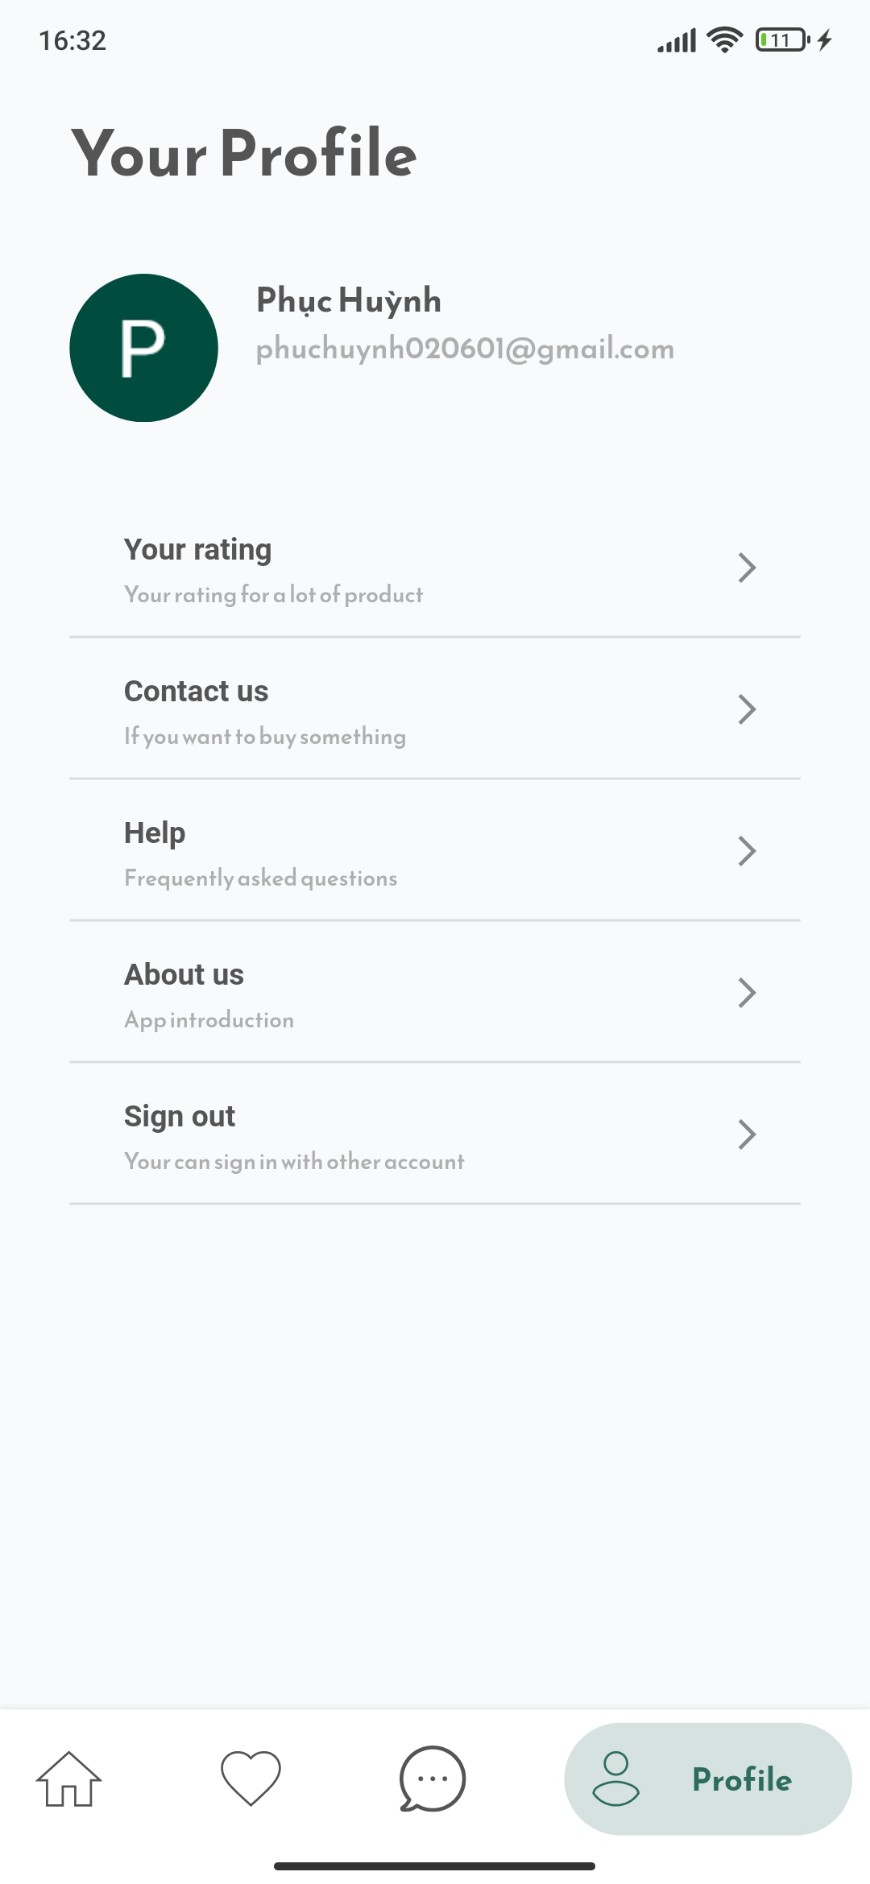 16:32
11
Your Profile
P
Phục Huỳnh
phuchuynh020601@gmail.com
Your rating
Your rating for a lot of product
Contact us
If you want to buy something
Help
Frequently asked questions
About us
App introduction
Sign out
Your can sign in with other account
Profile